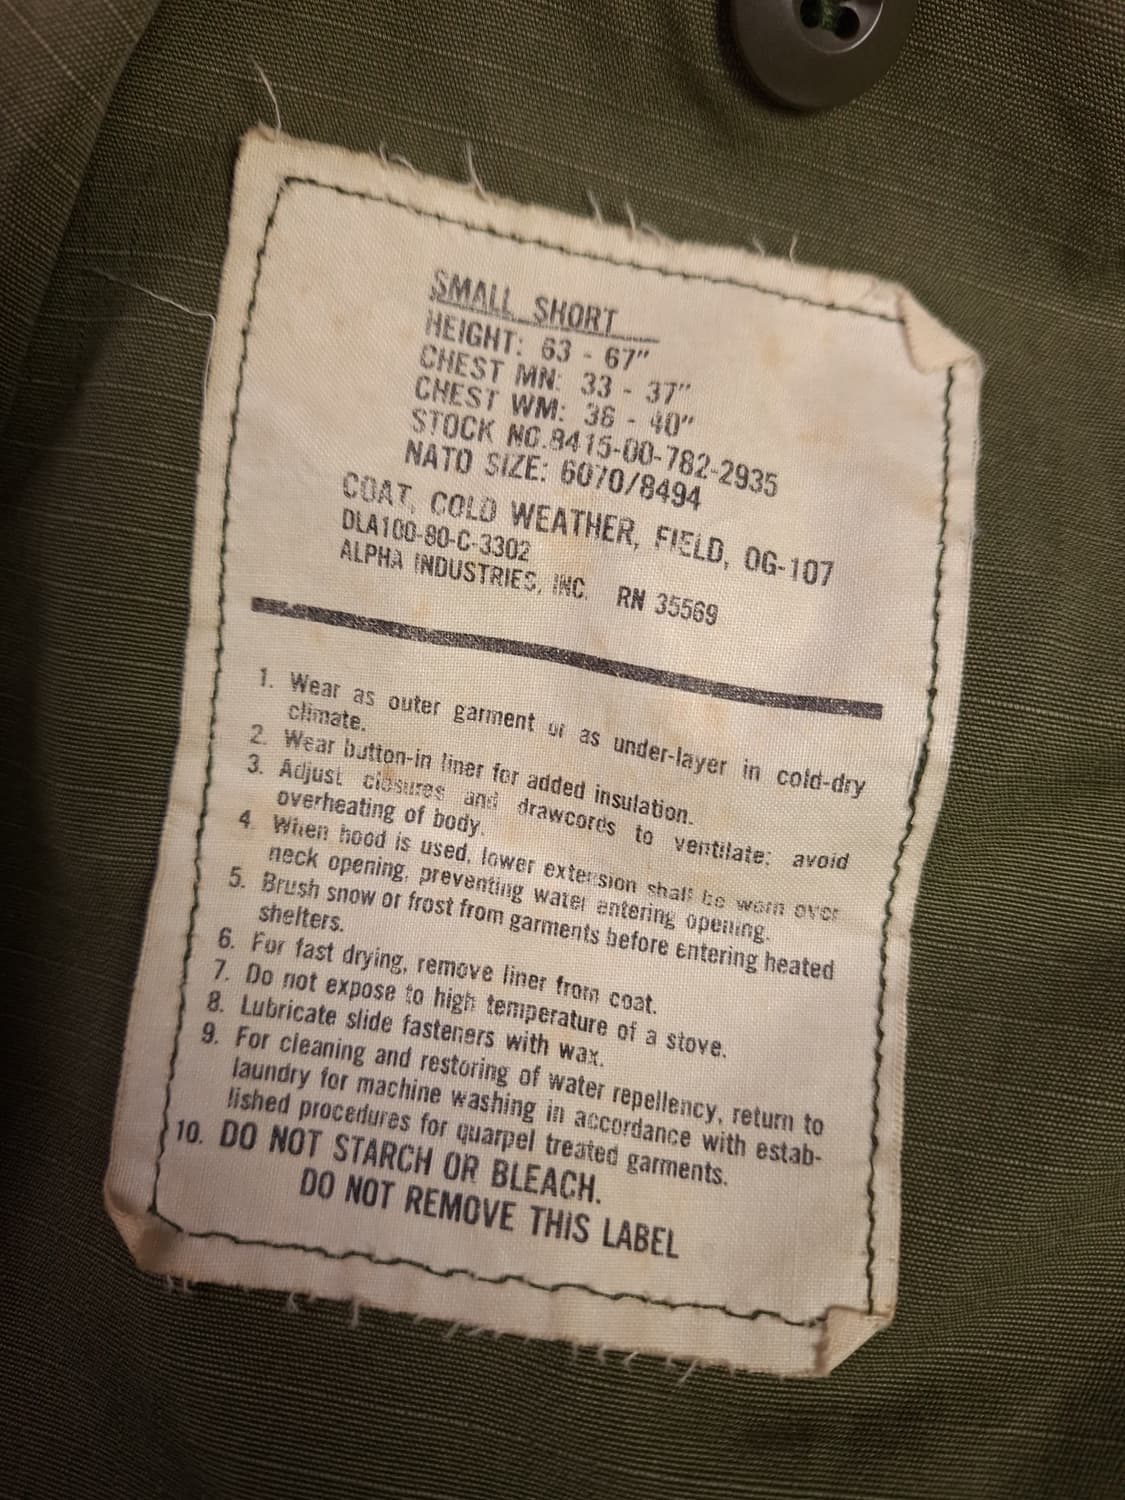 SMALL SHORT
HEIGHT: 63 - 67"
CHEST MN: 33 - 37"
CHEST WM: 36 - 40"
STOCK NO.8415-00-782-2935
NATO SIZE: 6070/8494
COAT, COLD WEATHER, FIELD, OG-107
DLA100-80-C-3302
ALPHA INDUSTRIES, INC. RN 35569
1. Wear as outer garment or as under-layer in cold-dry
climate.
2. Wear button-in liner for added insulation.
3. Adjust closures and drawcords to ventilate; avoid
overheating of body.
4. When hood is used, lower extension shall be worn over
neck opening, preventing water entering opening.
5. Brush snow or frost from garments before entering heated
shelters.
6. For fast drying, remove liner from coat.
7. Do not expose to high temperature of a stove.
8. Lubricate slide fasteners with wax.
9. For cleaning and restoring of water repellency, return to
laundry for machine washing in accordance with estab-
lished procedures for quarpel treated garments.
10. DO NOT STARCH OR BLEACH.
DO NOT REMOVE THIS LABEL